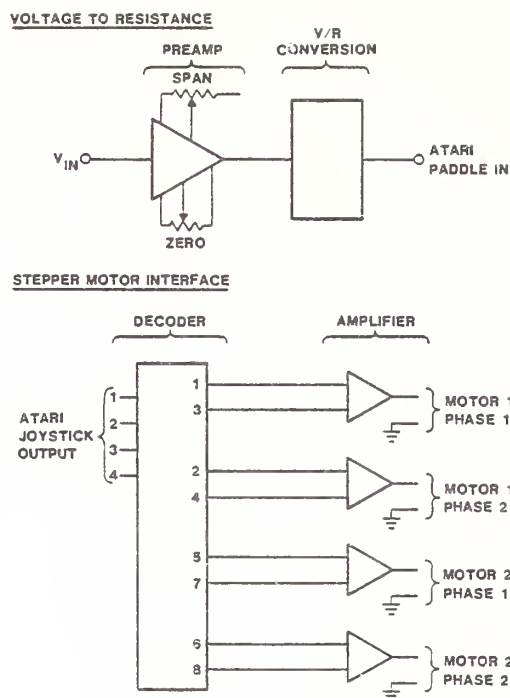 VOLTAGE TO RESISTANCE
PREAMP
SPAN
V/R
CONVERSION
VIN
ATARI
PADDLE IN
ZERO
STEPPER MOTOR INTERFACE
DECODER
AMPLIFIER
ATARI
JOYSTICK
OUTPUT
1
2
3
4
1
3
2
4
5
7
6
8
MOTOR 1
PHASE 1
MOTOR 1
PHASE 2
MOTOR 2
PHASE 1
MOTOR 2
PHASE 2